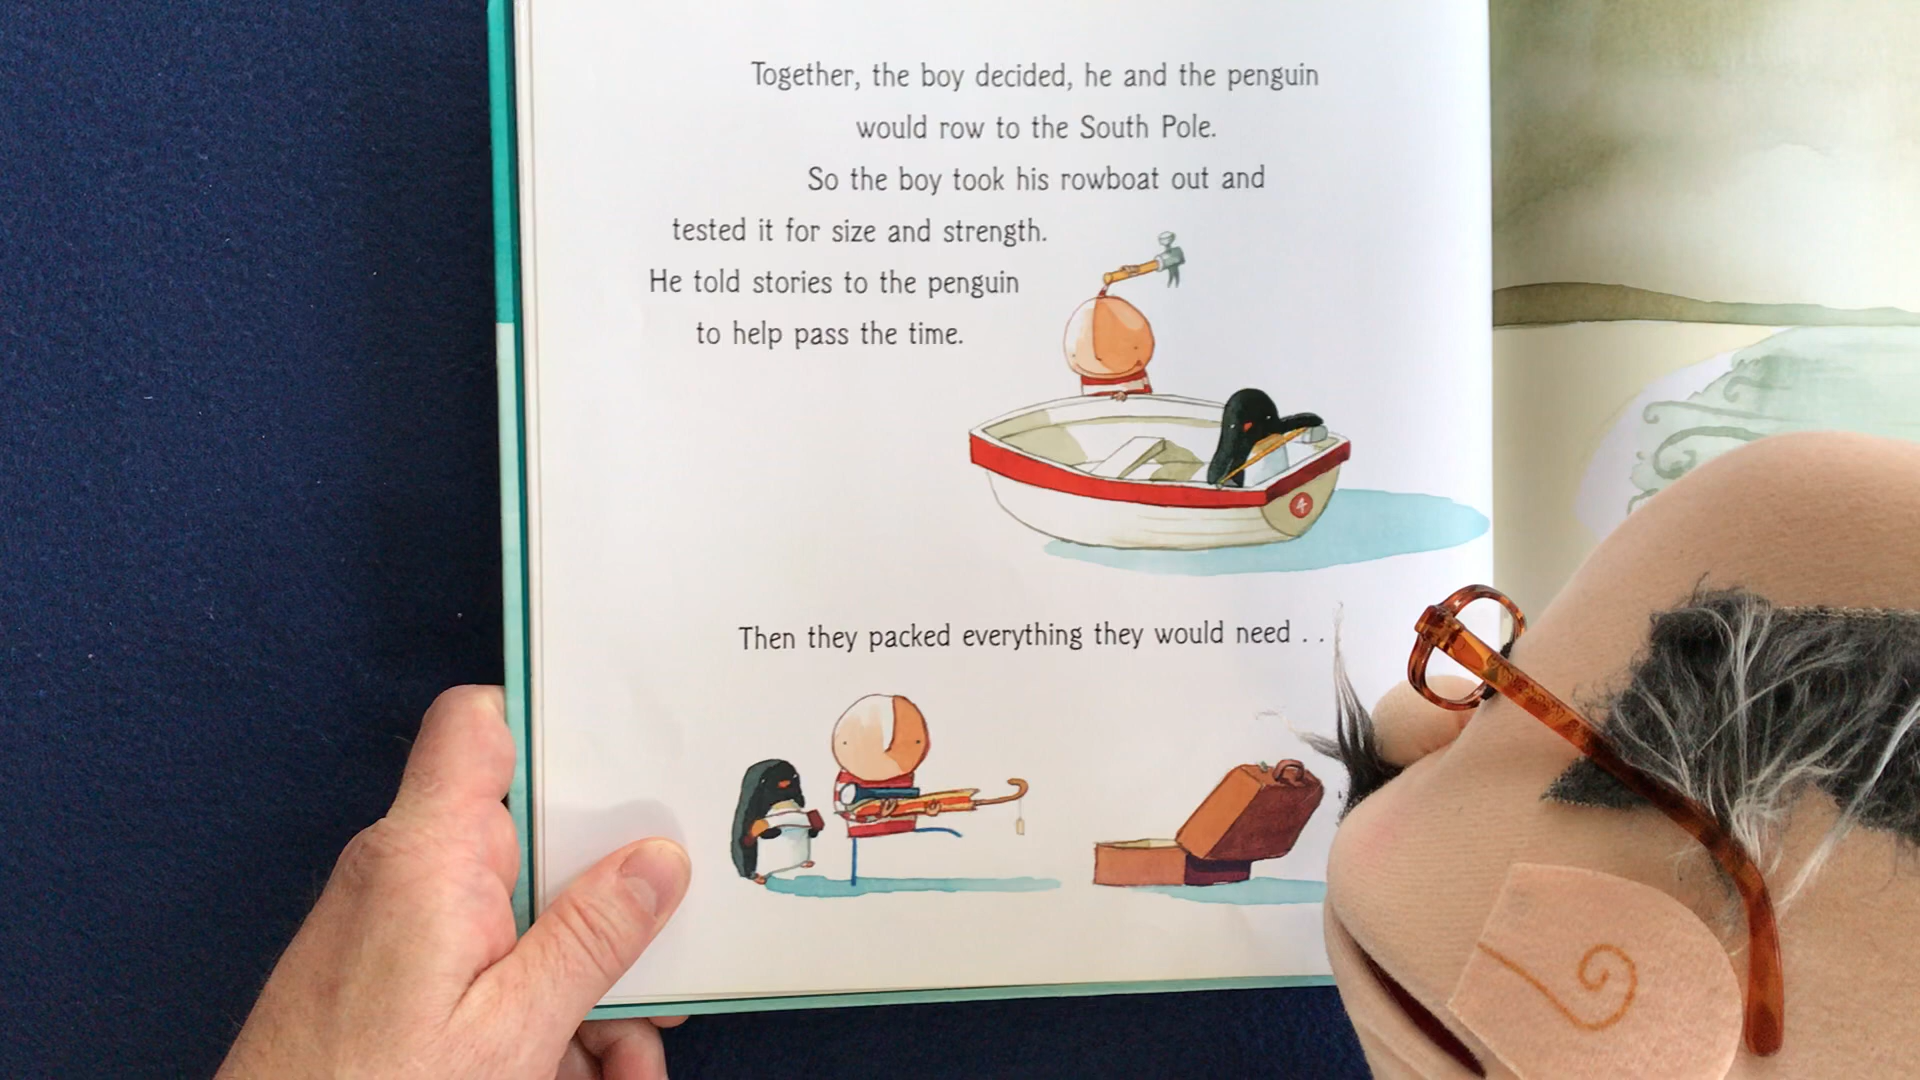 Together, the boy decided, he and the penguin
would row to the South Pole.
So the boy took his rowboat out and
tested it for size and strength.
He told stories to the penguin
to help pass the time.
Then they packed everything they would need . .